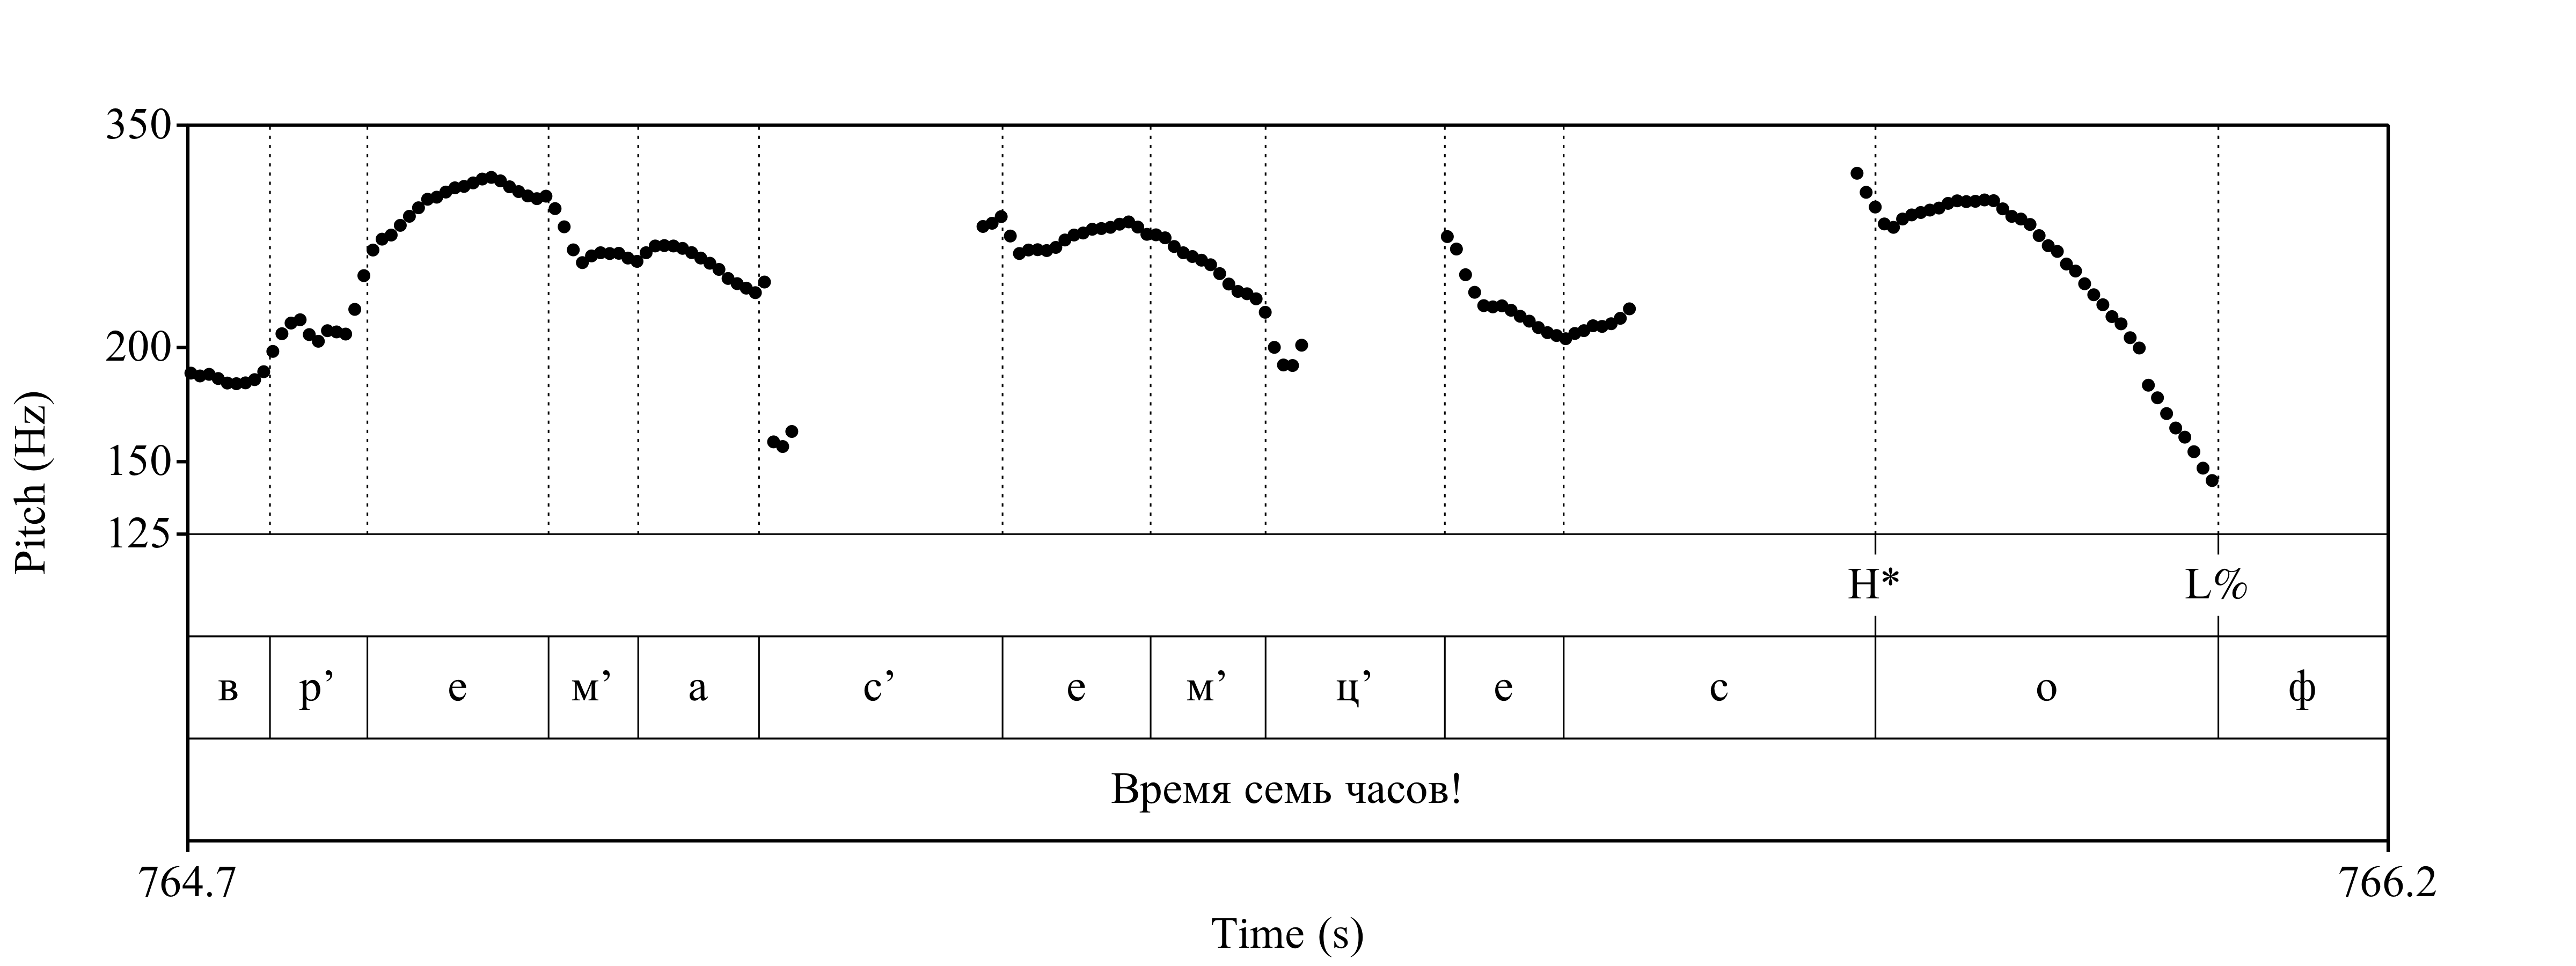 350
200
150
125
Pitch (Hz)
H* L%
в р’ е м’ а с’ е м’ ц’ е с о ф
Время семь часов!
764.7 766.2
Time (s)